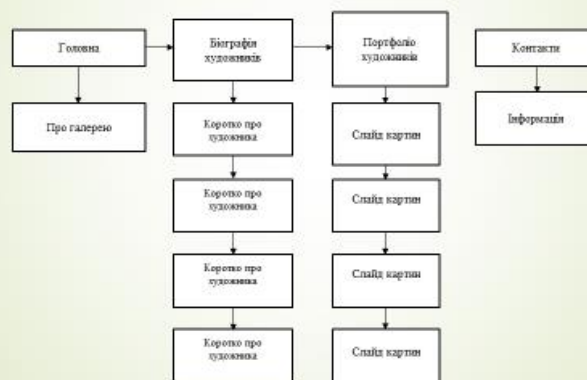 Головна
Біографія
художників
Портфоліо
художників
Контакти
Про галерею
Коротко про
художника
Слайд картин
Інформація
Коротко про
художника
Слайд картин
Коротко про
художника
Слайд картин
Коротко про
художника
Слайд картин